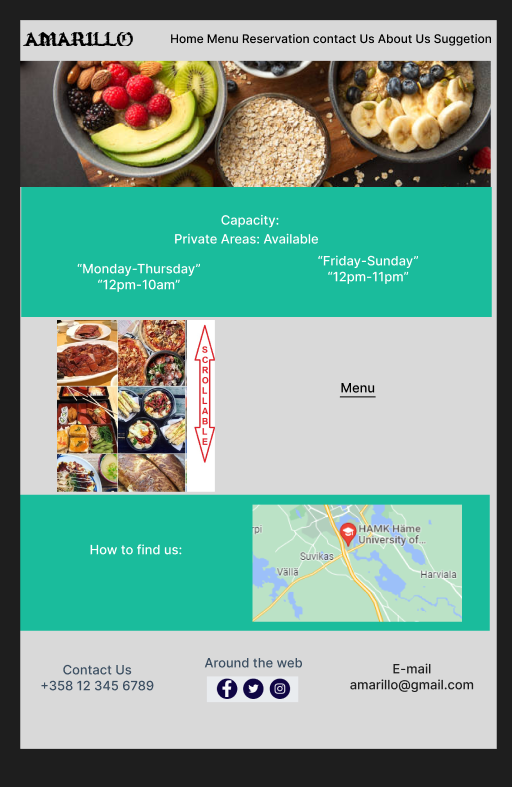 AMARILLO
Home Menu Reservation contact Us About Us Suggetion
Capacity:
Private Areas: Available
“Monday-Thursday”
“12pm-10am”
“Friday-Sunday”
“12pm-11pm”
SCROLLABLE
Menu
How to find us:
rpi
HAMK Häme
University of...
Suvikas
Vällä
Harviala
Contact Us
+358 12 345 6789
Around the web
E-mail
amarillo@gmail.com